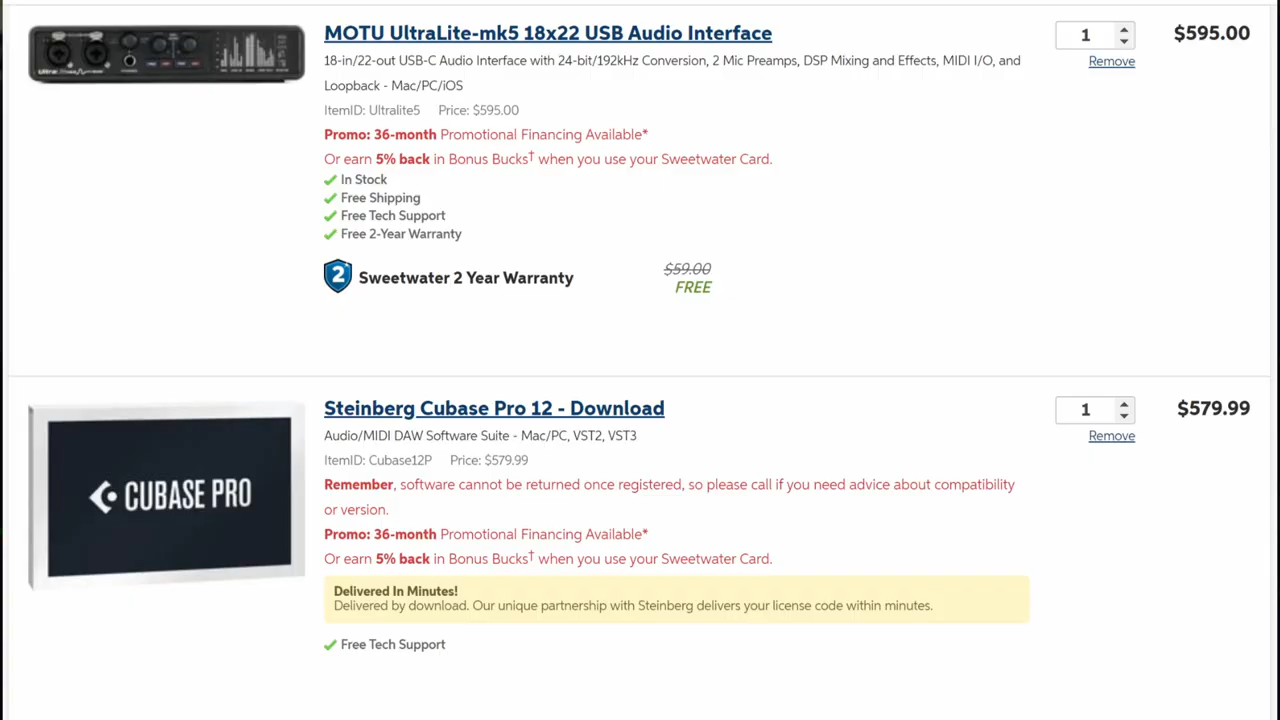 MOTU UltraLite-mk5 18x22 USB Audio Interface
1
$595.00
18-in/22-out USB-C Audio Interface with 24-bit/192kHz Conversion, 2 Mic Preamps, DSP Mixing and Effects, MIDI I/O, and
Remove
Loopback - Mac/PC/iOS
ItemID: Ultralite5 Price: $595.00
Promo: 36-month Promotional Financing Available*
Or earn 5% back in Bonus Bucks† when you use your Sweetwater Card.
In Stock
Free Shipping
Free Tech Support
Free 2-Year Warranty
2
Sweetwater 2 Year Warranty
$59.00
FREE
Steinberg Cubase Pro 12 - Download
1
$579.99
Audio/MIDI DAW Software Suite - Mac/PC, VST2, VST3
Remove
ItemID: Cubase12P Price: $579.99
Remember, software cannot be returned once registered, so please call if you need advice about compatibility
or version.
CUBASE PRO
Promo: 36-month Promotional Financing Available*
Or earn 5% back in Bonus Bucks† when you use your Sweetwater Card.
Delivered In Minutes!
Delivered by download. Our unique partnership with Steinberg delivers your license code within minutes.
Free Tech Support